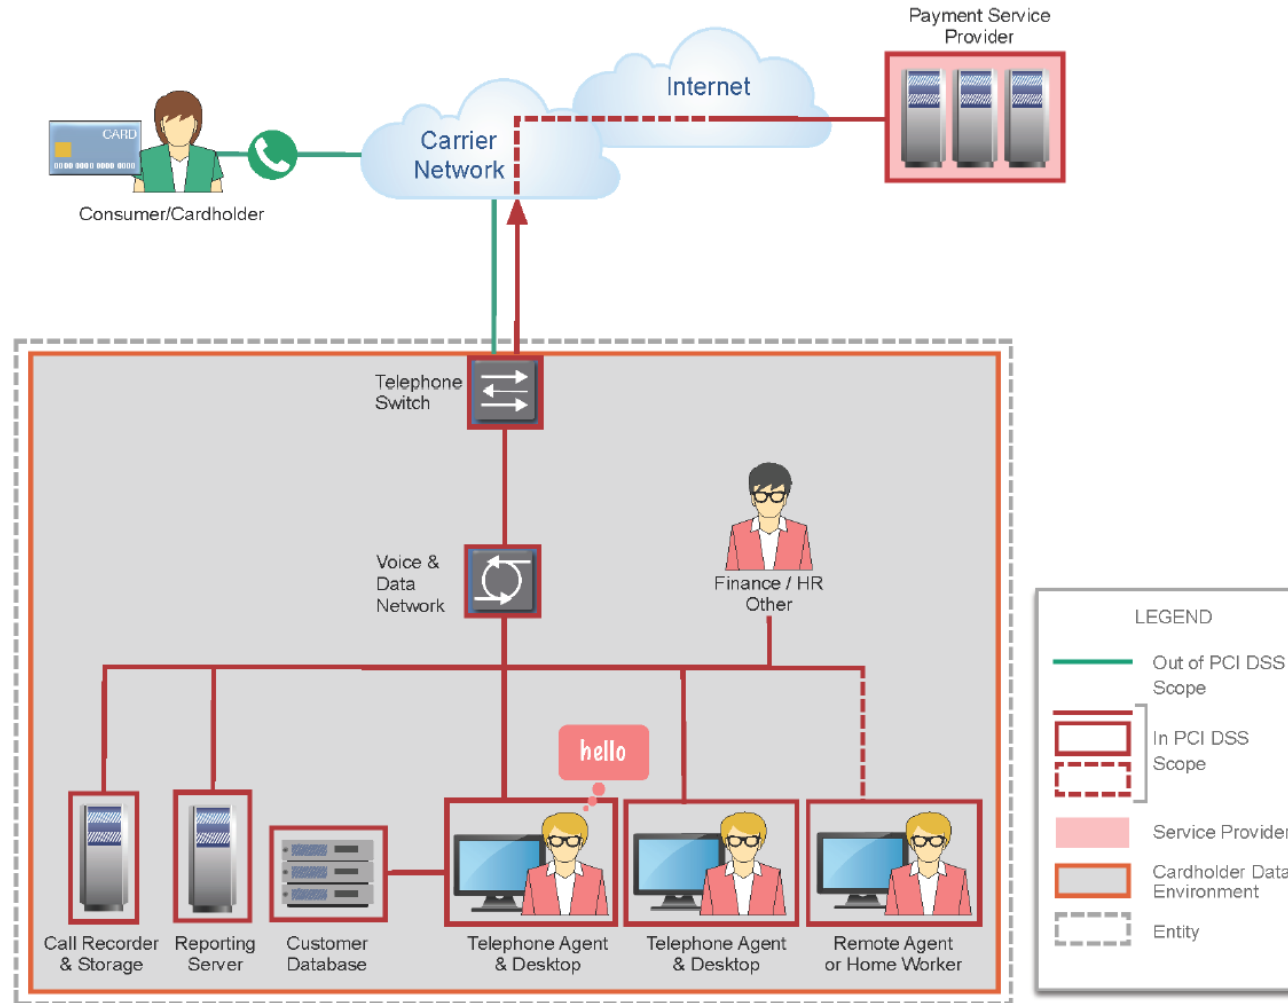 Payment Service
Provider
Internet
CARD
0000 0000 0000 0000
Carrier
Network
Consumer/Cardholder
Telephone
Switch
Voice &
Data
Network
Finance / HR
Other
hello
Call Recorder
& Storage
Reporting
Server
Customer
Database
Telephone Agent
& Desktop
Telephone Agent
& Desktop
Remote Agent
or Home Worker
LEGEND
Out of PCI DSS
Scope
In PCI DSS
Scope
Service Provider
Cardholder Data
Environment
Entity